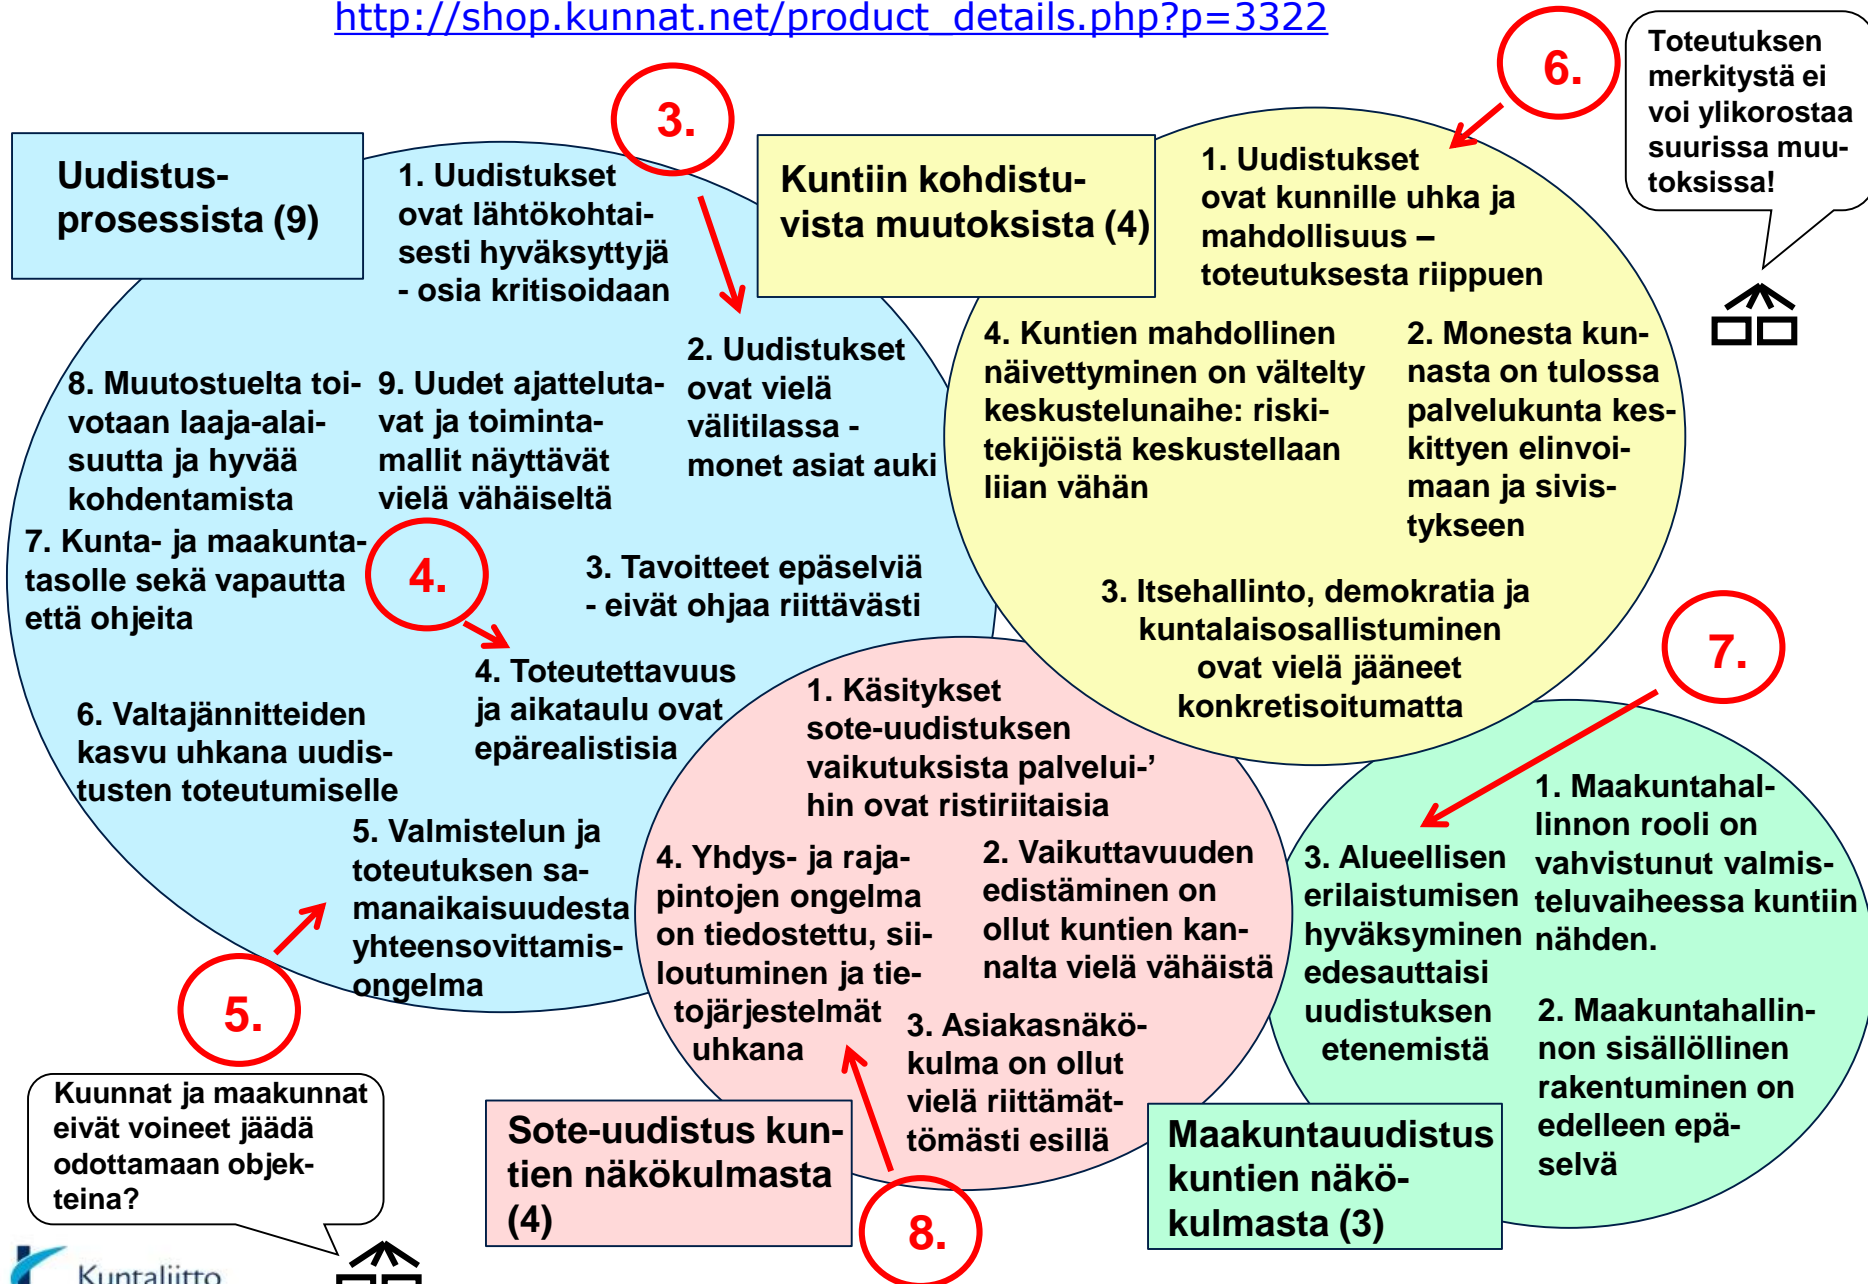 http://shop.kunnat.net/product_details.php?p=3322
3.
6.
Toteutuksen
merkitystä ei
voi ylikorostaa
suurissa muu-
toksissa!
Uudistus-
prosessista (9)
1. Uudistukset
ovat lähtökohtai-
sesti hyväksyttyjä
- osia kritisoidaan
2. Uudistukset
ovat vielä
välitilassa -
monet asiat auki
8. Muutostuelta toi-
votaan laaja-alai-
suutta ja hyvää
kohdentamista
9. Uudet ajatteluta-
vat ja toiminta-
mallit näyttävät
vielä vähäiseltä
7. Kunta- ja maakunta-
tasolle sekä vapautta
että ohjeita
4.
3. Tavoitteet epäselviä
- eivät ohjaa riittävästi
4. Toteutettavuus
ja aikataulu ovat
epärealistisia
6. Valtajännitteiden
kasvu uhkana uudis-
tusten toteutumiselle
5. Valmistelun ja
toteutuksen sa-
manaikaisuudesta
yhteensovittamis-
ongelma
5.
Kuntiin kohdistu-
vista muutoksista (4)
1. Uudistukset
ovat kunnille uhka ja
mahdollisuus –
toteutuksesta riippuen
4. Kuntien mahdollinen
näivettyminen on vältelty
keskustelunaihe: riski-
tekijöistä keskustellaan
liian vähän
2. Monesta kun-
nasta on tulossa
palvelukunta kes-
kittyen elinvoi-
maan ja sivis-
tykseen
3. Itsehallinto, demokratia ja
kuntalaisosallistuminen
ovat vielä jääneet
konkretisoitumatta
7.
1. Käsitykset
sote-uudistuksen
vaikutuksista palvelui-’
hin ovat ristiriitaisia
4. Yhdys- ja raja-
pintojen ongelma
on tiedostettu, sii-
loutuminen ja tie-
tojärjestelmät
uhkana
2. Vaikuttavuuden
edistäminen on
ollut kuntien kan-
nalta vielä vähäistä
3. Asiakasnäkö-
kulma on ollut
vielä riittämät-
tömästi esillä
Sote-uudistus kun-
tien näkökulmasta
(4)
8.
1. Maakuntahal-
linnon rooli on
vahvistunut valmis-
teluvaiheessa kuntiin
nähden.
3. Alueellisen
erilaistumisen
hyväksyminen
edesauttaisi
uudistuksen
etenemistä
2. Maakuntahallin-
non sisällöllinen
rakentuminen on
edelleen epä-
selvä
Maakuntauudistus
kuntien näkö-
kulmasta (3)
Kuunnat ja maakunnat
eivät voineet jäädä
odottamaan objek-
teina?
Kuntaliitto